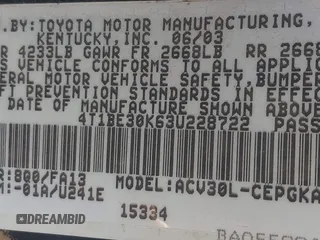 . BY: TOYOTA MOTOR MANUFACTURING,
KENTUCKY, INC. 06/03
R 4233LB GAWR FR 2668LB RR 2668
S VEHICLE CONFORMS TO ALL APPLIC
ERAL MOTOR VEHICLE SAFETY, BUMPER
FT PREVENTION STANDARDS IN EFFEC
DATE OF MANUFACTURE SHOWN ABOVE
4T1BE30K63U228722 PASS
R:8Q0/FA13
M:-01A/U241E
MODEL:ACV30L-CEPGKA
15334
DREAMBID